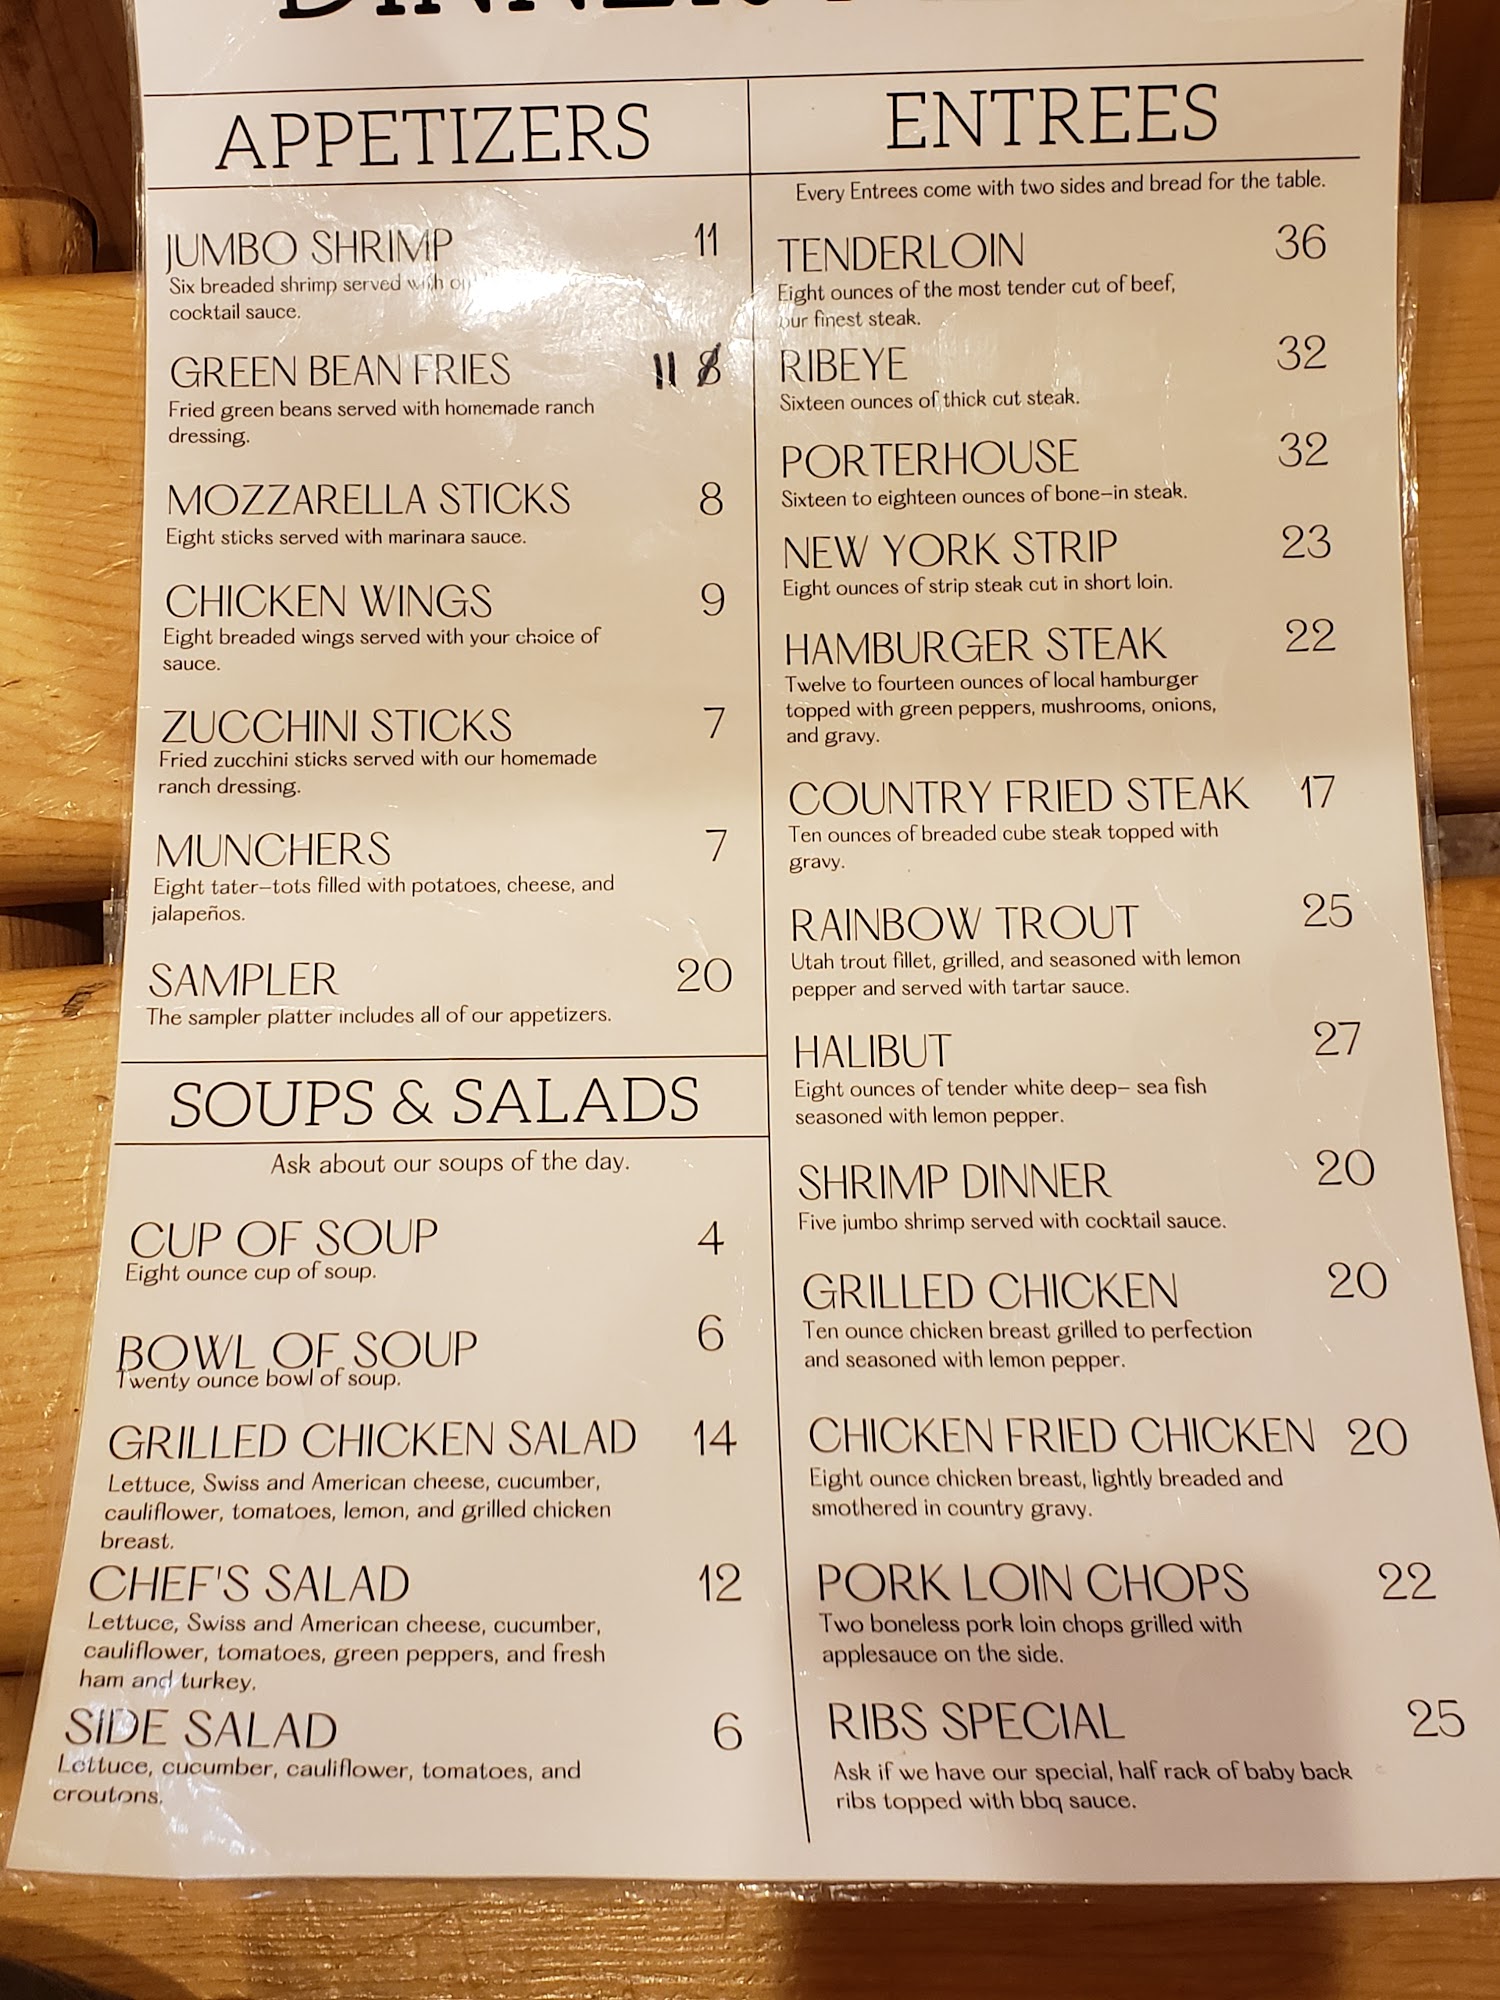 APPETIZERS
JUMBO SHRIMP 11
Six breaded shrimp served with
cocktail sauce.
GREEN BEAN FRIES 11 8
Fried green beans served with homemade ranch
dressing.
MOZZARELLA STICKS 8
Eight sticks served with marinara sauce.
CHICKEN WINGS 9
Eight breaded wings served with your choice of
sauce.
ZUCCHINI STICKS 7
Fried zucchini sticks served with our homemade
ranch dressing.
MUNCHERS 7
Eight tater-tots filled with potatoes, cheese, and
jalapeños.
SAMPLER 20
The sampler platter includes all of our appetizers.
SOUPS & SALADS
Ask about our soups of the day.
CUP OF SOUP 4
Eight ounce cup of soup.
BOWL OF SOUP 6
Twenty ounce bowl of soup.
GRILLED CHICKEN SALAD 14
Lettuce, Swiss and American cheese, cucumber,
cauliflower, tomatoes, lemon, and grilled chicken
breast.
CHEF'S SALAD 12
Lettuce, Swiss and American cheese, cucumber,
cauliflower, tomatoes, green peppers, and fresh
ham and turkey.
SIDE SALAD 6
Lettuce, cucumber, cauliflower, tomatoes, and
croutons.
ENTREES
Every Entrees come with two sides and bread for the table.
TENDERLOIN 36
Eight ounces of the most tender cut of beef,
our finest steak.
RIBEYE 32
Sixteen ounces of thick cut steak.
PORTERHOUSE 32
Sixteen to eighteen ounces of bone-in steak.
NEW YORK STRIP 23
Eight ounces of strip steak cut in short loin.
HAMBURGER STEAK 22
Twelve to fourteen ounces of local hamburger
topped with green peppers, mushrooms, onions,
and gravy.
COUNTRY FRIED STEAK 17
Ten ounces of breaded cube steak topped with
gravy.
RAINBOW TROUT 25
Utah trout fillet, grilled, and seasoned with lemon
pepper and served with tartar sauce.
HALIBUT 27
Eight ounces of tender white deep- sea fish
seasoned with lemon pepper.
SHRIMP DINNER 20
Five jumbo shrimp served with cocktail sauce.
GRILLED CHICKEN 20
Ten ounce chicken breast grilled to perfection
and seasoned with lemon pepper.
CHICKEN FRIED CHICKEN 20
Eight ounce chicken breast, lightly breaded and
smothered in country gravy.
PORK LOIN CHOPS 22
Two boneless pork loin chops grilled with
applesauce on the side.
RIBS SPECIAL 25
Ask if we have our special, half rack of baby back
ribs topped with bbq sauce.